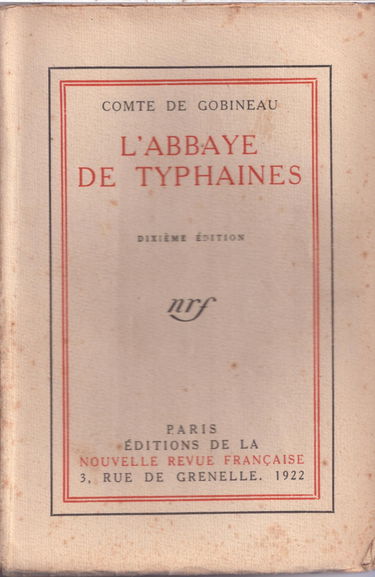 COMTE DE GOBINEAU
L'ABBAYE
DE TYPHAINES
DIXIÈME ÉDITION
nrf
PARIS
ÉDITIONS DE LA
NOUVELLE REVUE FRANÇAISE
3, RUE DE GRENELLE. 1922